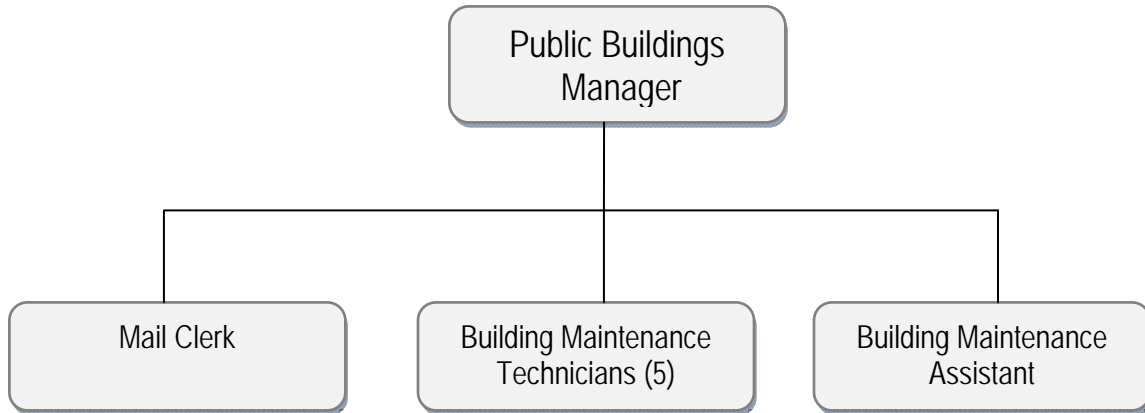 Public Buildings
Manager
Mail Clerk
Building Maintenance
Technicians (5)
Building Maintenance
Assistant